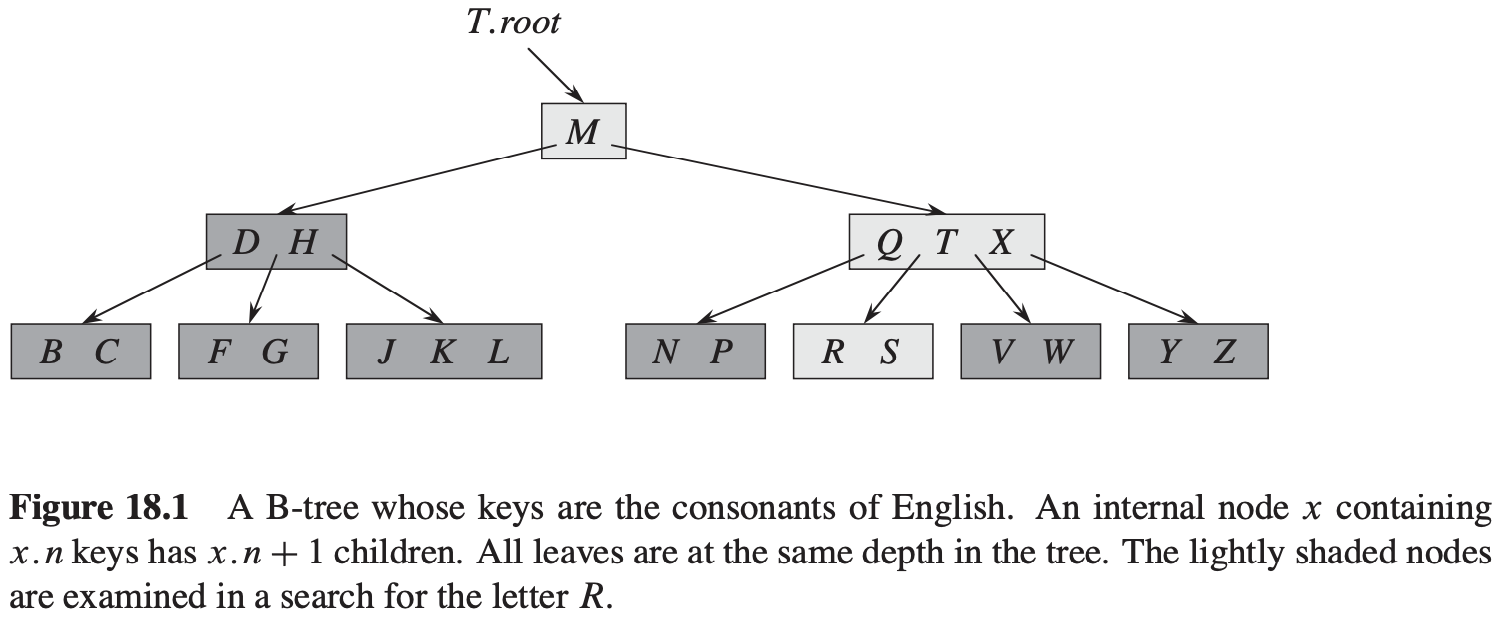 T.root
M
D H
Q T X
B C
F G
J K L
N P
R S
V W
Y Z
Figure 18.1 A B-tree whose keys are the consonants of English. An internal node x containing
x.n keys has x.n + 1 children. All leaves are at the same depth in the tree. The lightly shaded nodes
are examined in a search for the letter R.